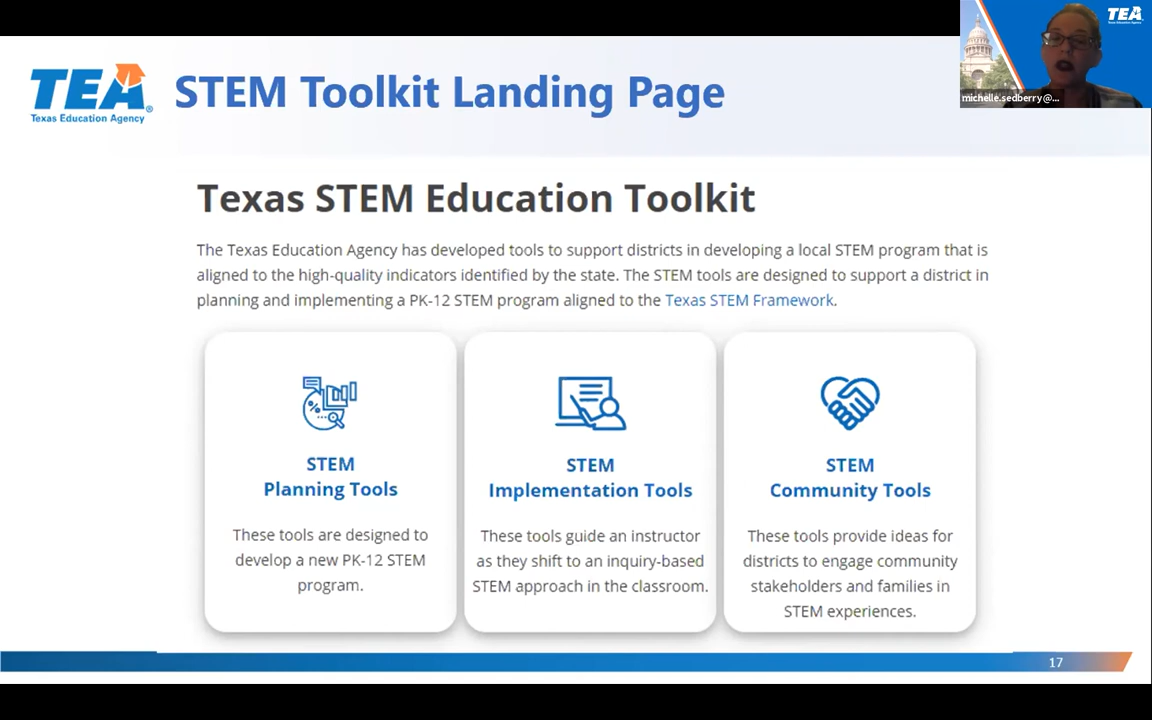 TEA
Texas Education Agency
STEM Toolkit Landing Page
TEA
Texas Education Agency
michelle.sedberry@...
Texas STEM Education Toolkit
The Texas Education Agency has developed tools to support districts in developing a local STEM program that is
aligned to the high-quality indicators identified by the state. The STEM tools are designed to support a district in
planning and implementing a PK-12 STEM program aligned to the Texas STEM Framework.
STEM
Planning Tools
These tools are designed to
develop a new PK-12 STEM
program.
STEM
Implementation Tools
These tools guide an instructor
as they shift to an inquiry-based
STEM approach in the classroom.
STEM
Community Tools
These tools provide ideas for
districts to engage community
stakeholders and families in
STEM experiences.
17